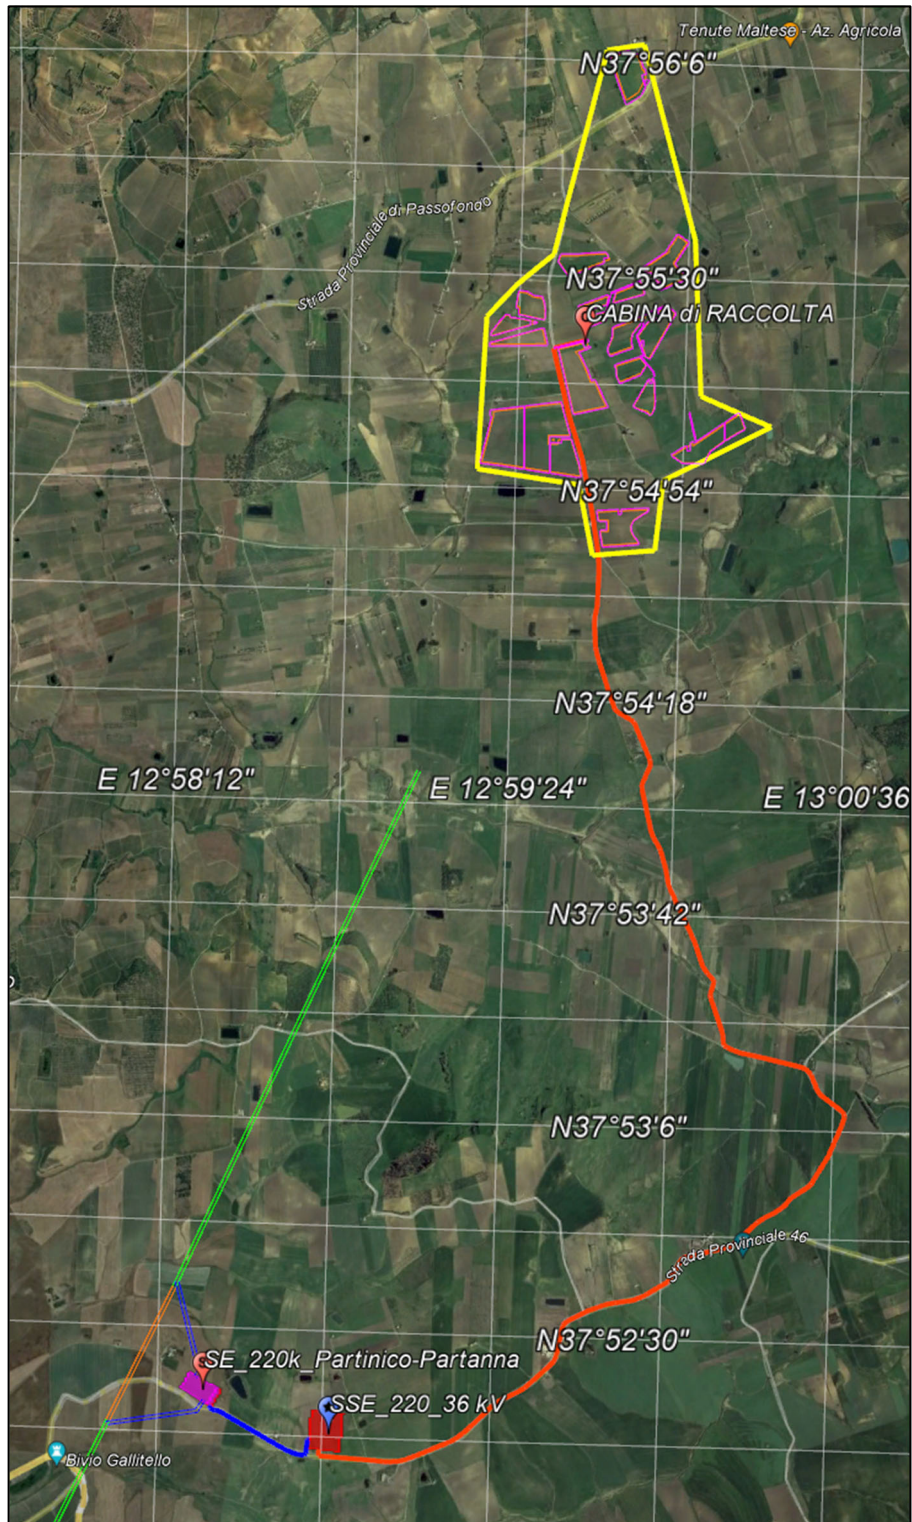 Tenute Maltese - Az. Agricola
N37°56'6"
Strada Provinciale di Passofondo
N37°55'30"
CABINA di RACCOLTA
N37°54'54"
N37°54'18"
E 12°58'12"
E 12°59'24"
E 13°00'36
N37°53'42"
N37°53'6"
Strada Provinciale 46
N37°52'30"
SE_220k_Partinico-Partanna
SSE_220_36 kV
Bivio Gallitello